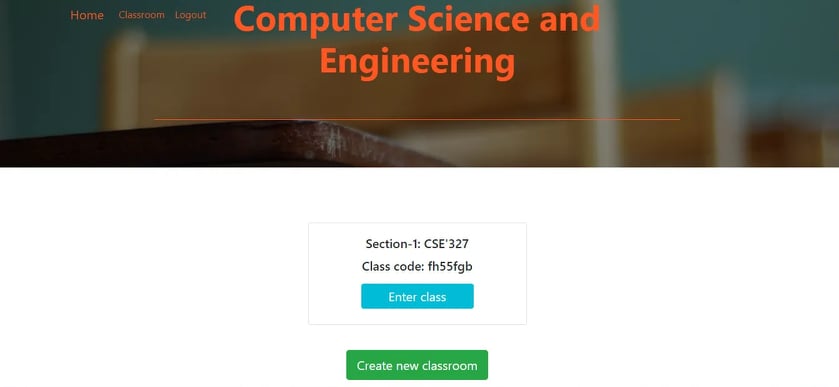 Home Classroom Logout
Computer Science and
Engineering
Section-1: CSE'327
Class code: fh55fgb
Enter class
Create new classroom